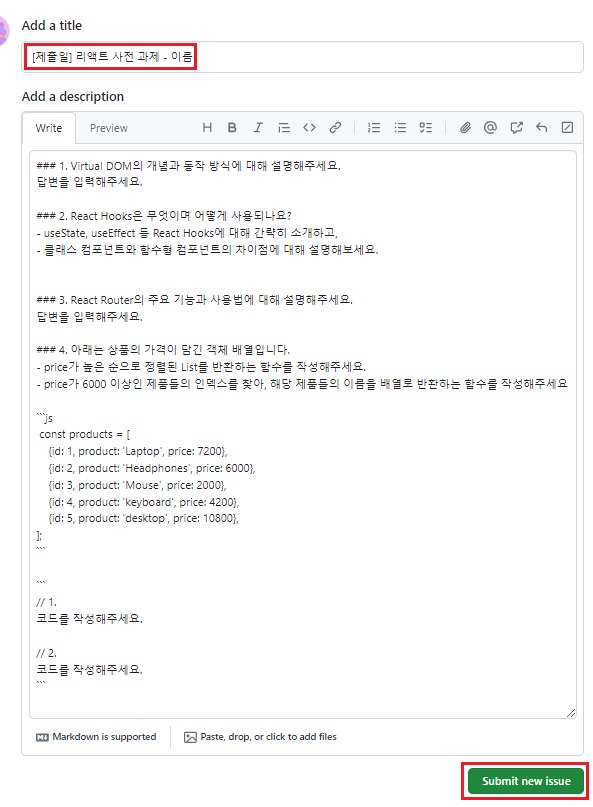 Add a title
[제출일] 리액트 사전 과제 - 이름
Add a description
Write Preview
### 1. Virtual DOM의 개념과 동작 방식에 대해 설명해주세요.
답변을 입력해주세요.
### 2. React Hooks은 무엇이며 어떻게 사용되나요?
- useState, useEffect 등 React Hooks에 대해 간략히 소개하고,
- 클래스 컴포넌트와 함수형 컴포넌트의 차이점에 대해 설명해보세요.
### 3. React Router의 주요 기능과 사용법에 대해 설명해주세요.
답변을 입력해주세요.
### 4. 아래는 상품의 가격이 담긴 객체 배열입니다.
- price가 높은 순으로 정렬된 List를 반환하는 함수를 작성해주세요.
- price가 6000 이상인 제품들의 인덱스를 찾아, 해당 제품들의 이름을 배열로 반환하는 함수를 작성해주세요
```js
const products = [
{id: 1, product: 'Laptop', price: 7200},
{id: 2, product: 'Headphones', price: 6000},
{id: 3, product: 'Mouse', price: 2000},
{id: 4, product: 'keyboard', price: 4200},
{id: 5, product: 'desktop', price: 10800},
];
```
```
// 1.
코드를 작성해주세요.
// 2.
코드를 작성해주세요.
```
Markdown is supported Paste, drop, or click to add files
Submit new issue